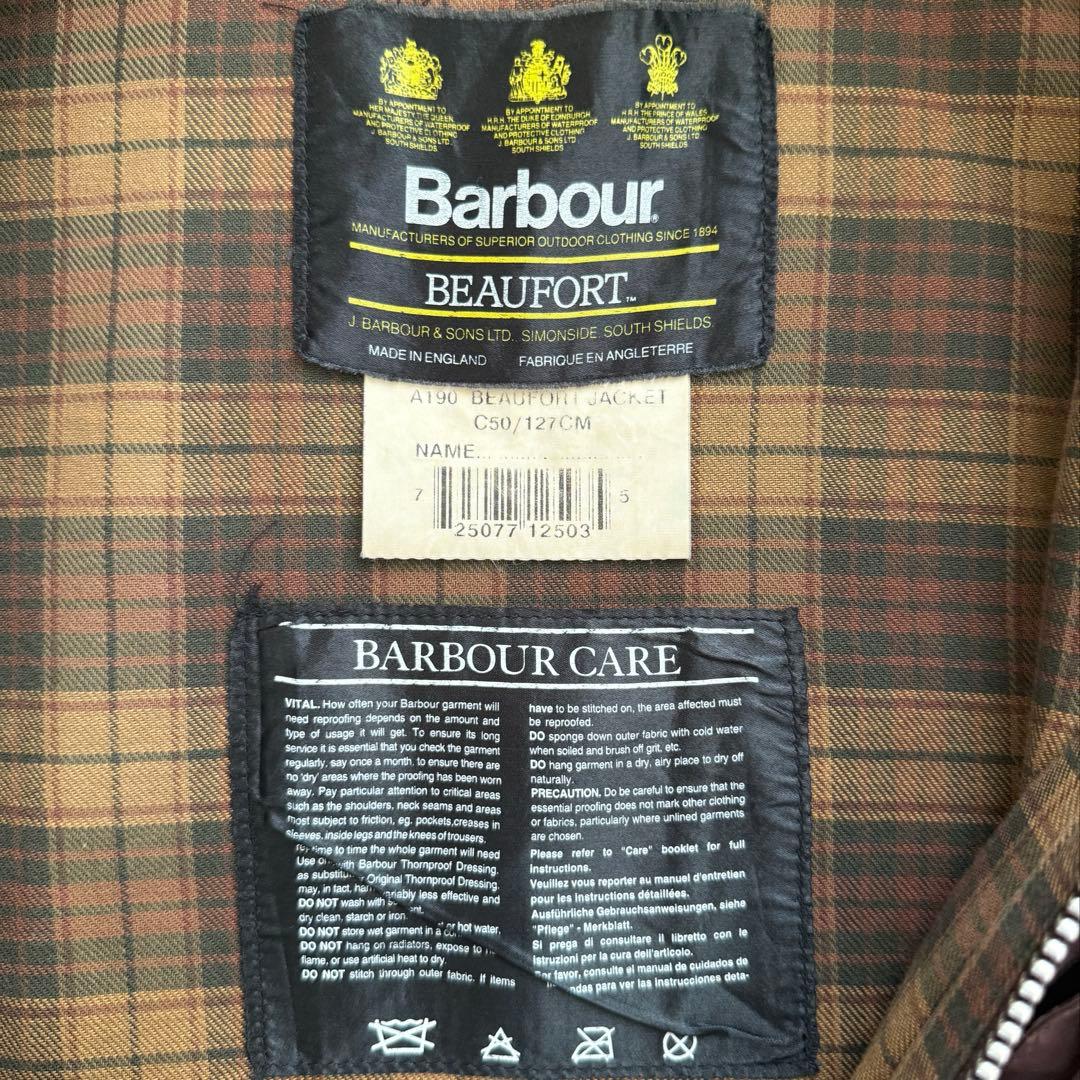 BY APPOINTMENT TO
HER MAJESTY THE QUEEN
MANUFACTURERS OF WATERPROOF
AND PROTECTIVE CLOTHING
J. BARBOUR & SONS LTD
SOUTH SHIELDS
BY APPOINTMENT TO
H.R.H. THE DUKE OF EDINBURGH
MANUFACTURERS OF WATERPROOF
AND PROTECTIVE CLOTHING
J. BARBOUR & SONS LTD
SOUTH SHIELDS
BY APPOINTMENT TO
H.R.H. THE PRINCE OF WALES
MANUFACTURERS OF WATERPROOF
AND PROTECTIVE CLOTHING
J. BARBOUR & SONS LTD
SOUTH SHIELDS
Barbour®
MANUFACTURERS OF SUPERIOR OUTDOOR CLOTHING SINCE 1894
BEAUFORT™
J. BARBOUR & SONS LTD. SIMONSIDE. SOUTH SHIELDS.
MADE IN ENGLAND FABRIQUE EN ANGLETERRE
A190 BEAUFORT JACKET
C50/127CM
NAME
7 25077 12503 5
BARBOUR CARE
VITAL. How often your Barbour garment will
need reproofing depends on the amount and
type of usage it will get. To ensure its long
service it is essential that you check the garment
regularly, say once a month, to ensure there are
no 'dry' areas where the proofing has been worn
away. Pay particular attention to critical areas
such as the shoulders, neck seams and areas
most subject to friction, eg. pockets,creases in
sleeves, inside legs and the knees of trousers.
time to time the whole garment will need
Use with Barbour Thornproof Dressing,
as Original Thornproof Dressing,
may, in fact, less effective and
DO NOT wash with
dry clean, starch or iron. or hot water,
DO NOT store wet garment in a
DO NOT hang on radiators, expose to
flame, or use artificial heat to dry.
DO NOT stitch through outer fabric. If items
have to be stitched on, the area affected must
be reproofed.
DO sponge down outer fabric with cold water
when soiled and brush off grit, etc.
DO hang garment in a dry, airy place to dry off
naturally.
PRECAUTION. Do be careful to ensure that the
essential proofing does not mark other clothing
or fabrics, particularly where unlined garments
are chosen.
Please refer to "Care" booklet for full
Instructions.
Veuillez vous reporter au manuel d'entretien
pour les instructions détaillées.
Ausführliche Gebrauchsanweisungen, siehe
"Pflege" - Merkblatt.
Si prega di consultare il libretto con le
istruzioni per la cura dell'articolo.
Por favor, consulte el manual de cuidados de
para ver las instrucciones deta-